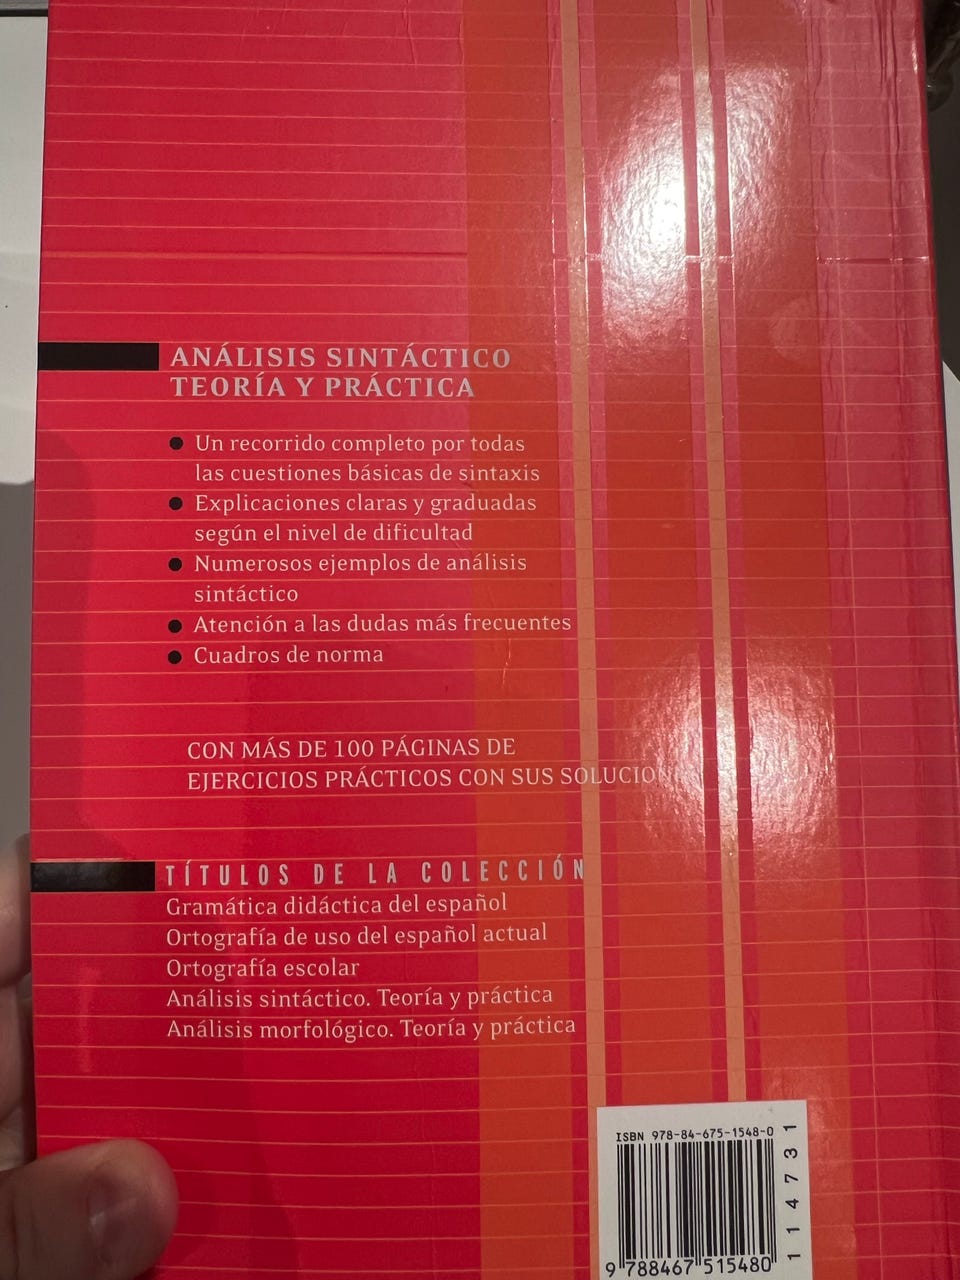 ANÁLISIS SINTÁCTICO
TEORÍA Y PRÁCTICA
● Un recorrido completo por todas
las cuestiones básicas de sintaxis
● Explicaciones claras y graduadas
según el nivel de dificultad
● Numerosos ejemplos de análisis
sintáctico
● Atención a las dudas más frecuentes
● Cuadros de norma
CON MÁS DE 100 PÁGINAS DE
EJERCICIOS PRÁCTICOS CON SUS SOLUCIONES
TÍTULOS DE LA COLECCIÓN
Gramática didáctica del español
Ortografía de uso del español actual
Ortografía escolar
Análisis sintáctico. Teoría y práctica
Análisis morfológico. Teoría y práctica
ISBN 978-84-675-1548-0
9 788467 515480
114731